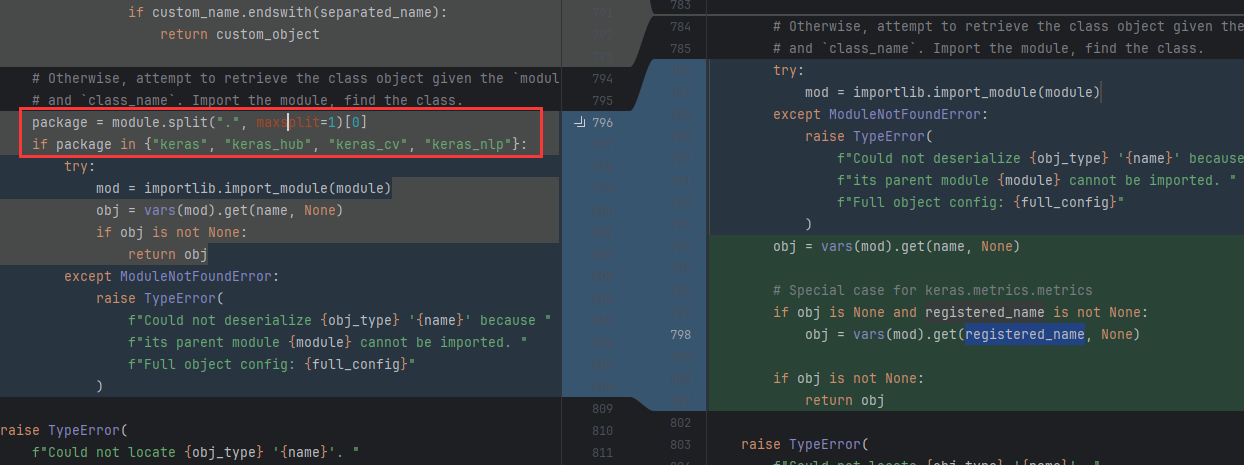 if custom_name.endswith(separated_name):
return custom_object
# Otherwise, attempt to retrieve the class object given the `modul
# and `class_name`. Import the module, find the class.
package = module.split(".", maxsplit=1)[0]
if package in {"keras", "keras_hub", "keras_cv", "keras_nlp"}:
try:
mod = importlib.import_module(module)
obj = vars(mod).get(name, None)
if obj is not None:
return obj
except ModuleNotFoundError:
raise TypeError(
f"Could not deserialize {obj_type} '{name}' because "
f"its parent module {module} cannot be imported. "
f"Full object config: {full_config}"
)
raise TypeError(
f"Could not locate {obj_type} '{name}'. "
794
795
796
809
810
811
783
784
785
798
802
803
# Otherwise, attempt to retrieve the class object given the
# and `class_name`. Import the module, find the class.
try:
mod = importlib.import_module(module)
except ModuleNotFoundError:
raise TypeError(
f"Could not deserialize {obj_type} '{name}' because
f"its parent module {module} cannot be imported. "
f"Full object config: {full_config}"
)
obj = vars(mod).get(name, None)
# Special case for keras.metrics.metrics
if obj is None and registered_name is not None:
obj = vars(mod).get(registered_name, None)
if obj is not None:
return obj
raise TypeError(
f"Could not locate {obj_type} '{name}'. "